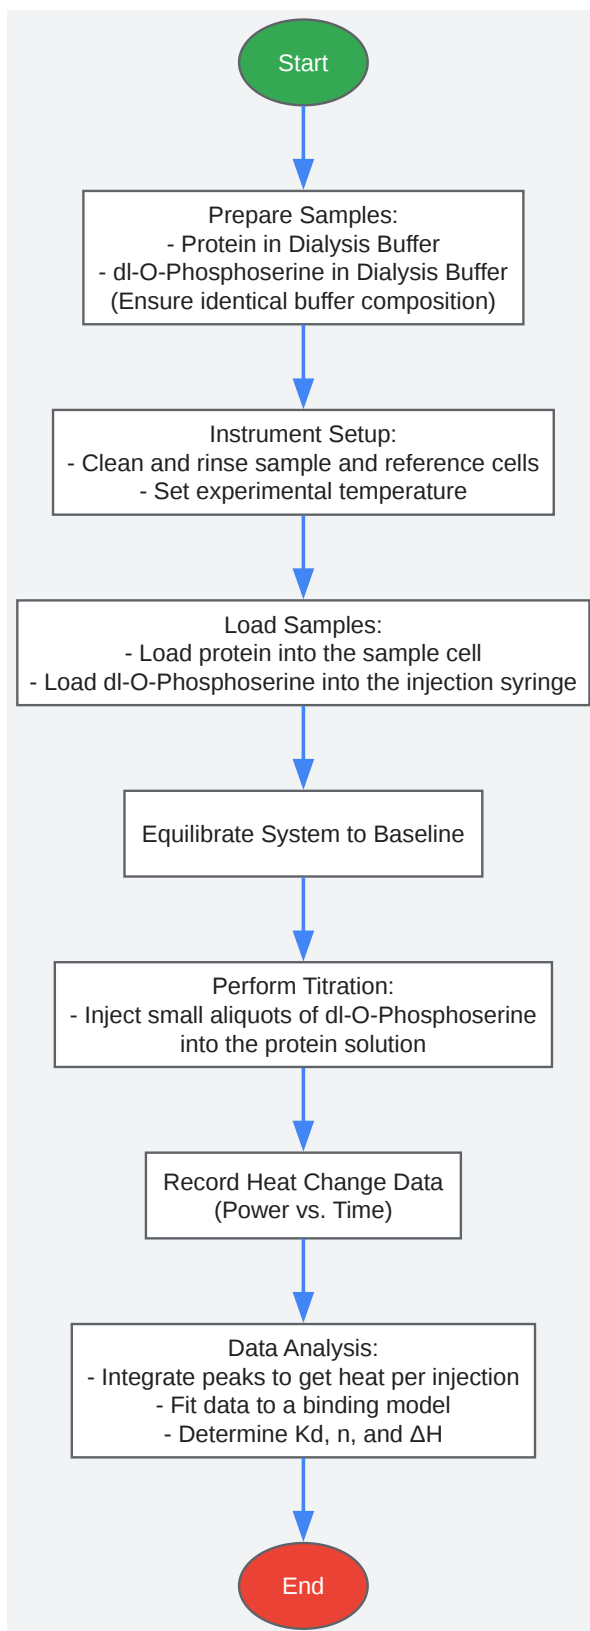 Start
Prepare Samples:
- Protein in Dialysis Buffer
- dl-O-Phosphoserine in Dialysis Buffer
(Ensure identical buffer composition)
Instrument Setup:
- Clean and rinse sample and reference cells
- Set experimental temperature
Load Samples:
- Load protein into the sample cell
- Load dl-O-Phosphoserine into the injection syringe
Equilibrate System to Baseline
Perform Titration:
- Inject small aliquots of dl-O-Phosphoserine
into the protein solution
Record Heat Change Data
(Power vs. Time)
Data Analysis:
- Integrate peaks to get heat per injection
- Fit data to a binding model
- Determine Kd, n, and ΔH
End